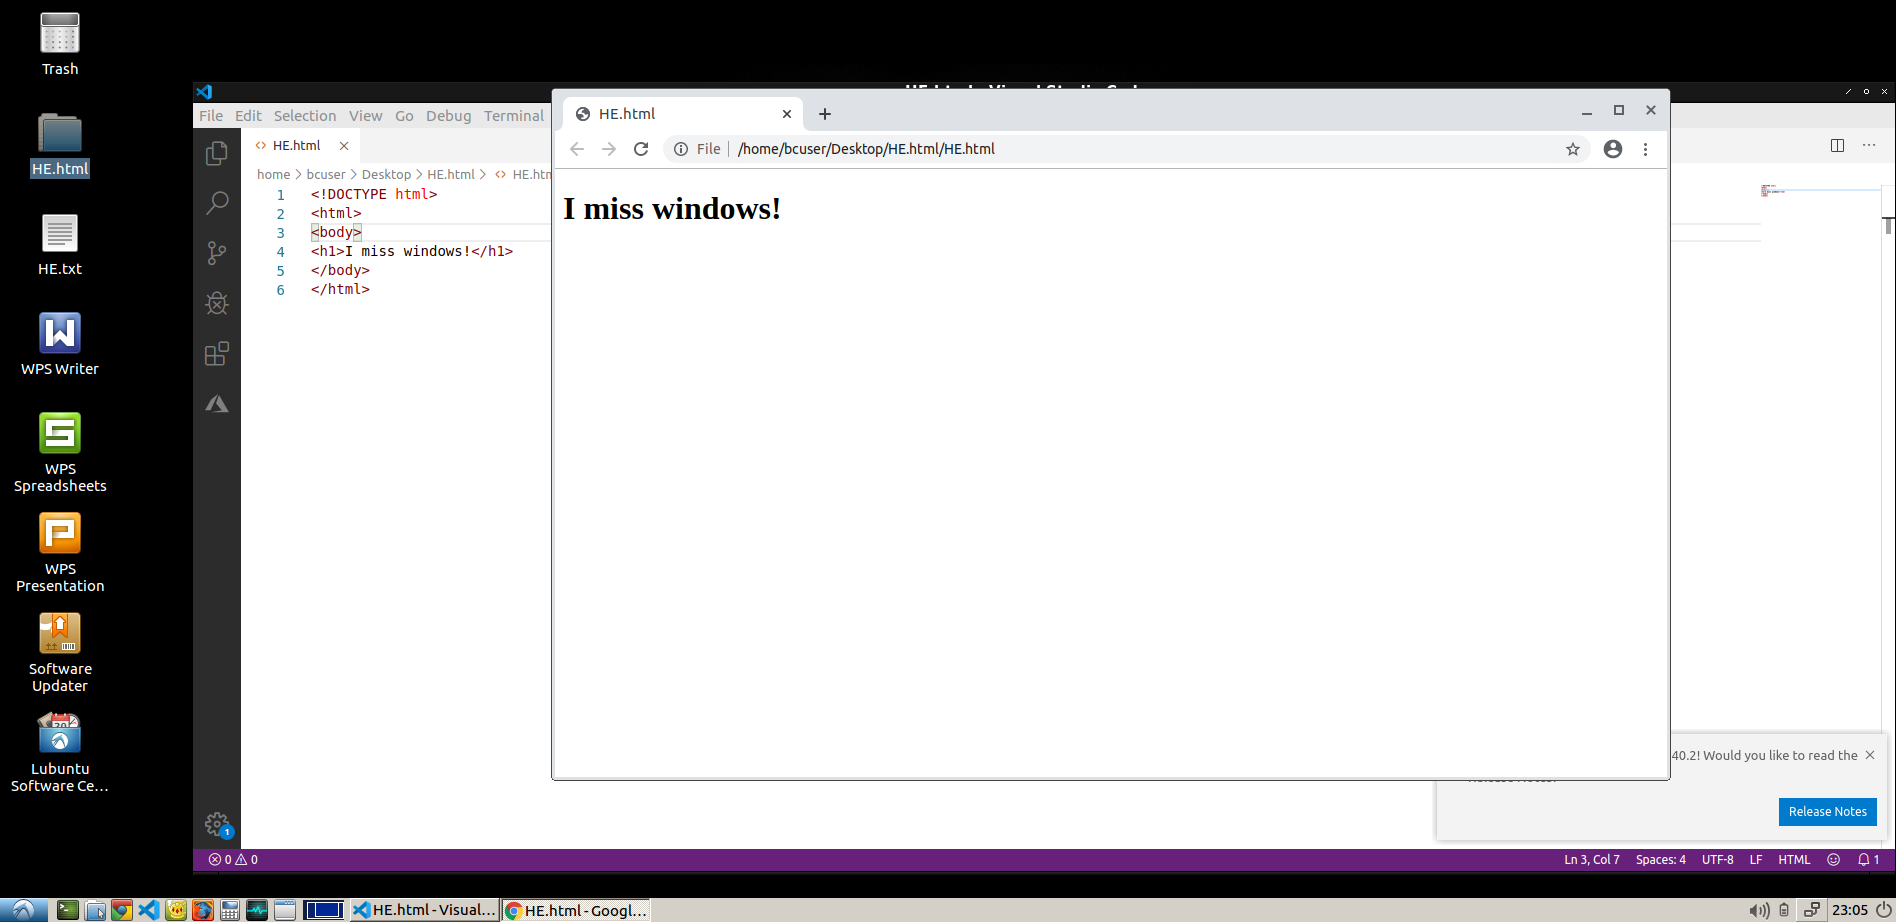 Trash
HE.html
HE.txt
WPS Writer
WPS
Spreadsheets
WPS
Presentation
Software
Updater
Lubuntu
Software Ce...
File Edit Selection View Go Debug Terminal
HE.html
home > bcuser > Desktop > HE.html >
1 <!DOCTYPE html>
2 <html>
3 <body>
4 <h1>I miss windows!</h1>
5 </body>
6 </html>
HE.html
File /home/bcuser/Desktop/HE.html/HE.html
I miss windows!
40.2! Would you like to read the
Release Notes
1
0 0
Ln 3, Col 7 Spaces: 4 UTF-8 LF HTML 1
HE.html - Visual... HE.html - Googl...
23:05